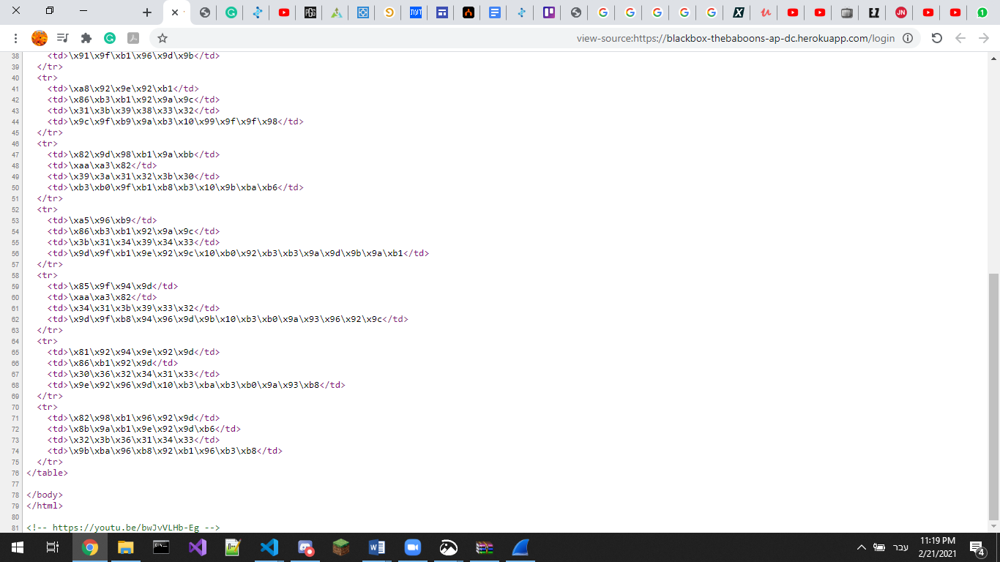 view-source:https://blackbox-thebaboons-ap-dc.herokuapp.com/login
38 <td>\x91\x9f\xb1\x96\x9d\x9b</td>
39 </tr>
40 <tr>
41 <td>\xa8\x92\x9e\x92\xb1</td>
42 <td>\x86\xb3\xb1\x92\x9a\x9c</td>
43 <td>\x31\x3b\x39\x38\x33\x32</td>
44 <td>\x9c\x9f\xb9\x9a\xb3\x10\x99\x9f\x9f\x98</td>
45 </tr>
46 <tr>
47 <td>\x82\x9d\x98\xb1\x9a\xbb</td>
48 <td>\xaa\xa3\x82</td>
49 <td>\x39\x3a\x31\x32\x3b\x30</td>
50 <td>\xb3\xb0\x9f\xb1\xb8\xb3\x10\x9b\xba\xb6</td>
51 </tr>
52 <tr>
53 <td>\xa5\x96\xb9</td>
54 <td>\x86\xb3\xb1\x92\x9a\x9c</td>
55 <td>\x3b\x31\x34\x39\x34\x33</td>
56 <td>\x9d\x9f\xb1\x9e\x92\x9c\x10\xb0\x92\xb3\xb3\x9a\x9d\x9b\x9a\xb1</td>
57 </tr>
58 <tr>
59 <td>\x85\x9f\x94\x9d</td>
60 <td>\xaa\xa3\x82</td>
61 <td>\x34\x31\x3b\x39\x33\x32</td>
62 <td>\x9d\x9f\xb8\x94\x96\x9d\x9b\x10\xb3\xb0\x9a\x93\x96\x92\x9c</td>
63 </tr>
64 <tr>
65 <td>\x81\x92\x94\x9e\x92\x9d</td>
66 <td>\x86\xb1\x92\x9d</td>
67 <td>\x30\x36\x32\x34\x31\x33</td>
68 <td>\x9e\x92\x96\x9d\x10\xb3\xba\xb3\xb0\x9a\x93\xb8</td>
69 </tr>
70 <tr>
71 <td>\x82\x98\xb1\x96\x92\x9d</td>
72 <td>\x8b\x9a\xb1\x9e\x92\x9d\xb6</td>
73 <td>\x32\x3b\x36\x31\x34\x33</td>
74 <td>\x9b\xba\x96\xb8\x92\xb1\x96\xb3\xb8</td>
75 </tr>
76 </table>
77
78 </body>
79 </html>
80
81 <!-- https://youtu.be/bwJvVLHb-Eg -->
עבר
11:19 PM
2/21/2021
4